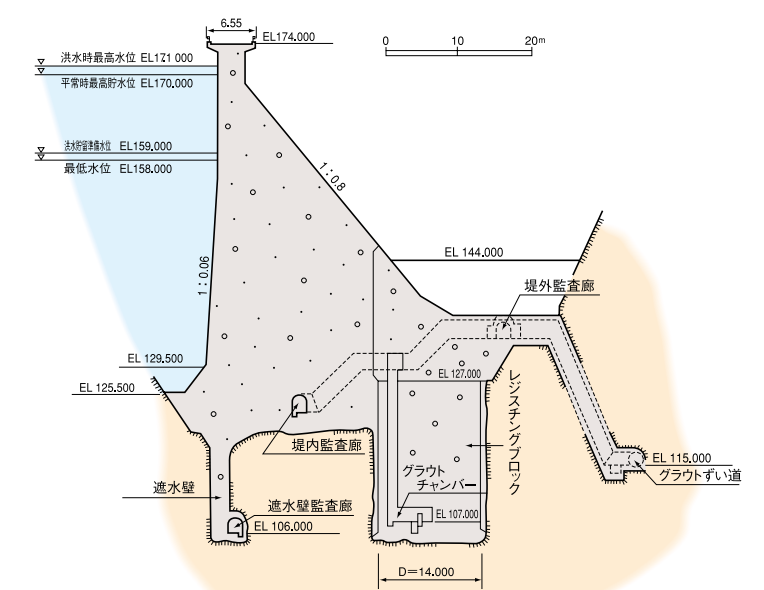 6.55
EL174.000
0 10 20m
洪水時最高水位 EL171 000
平常時最高貯水位 EL170.000
洪水貯留準備水位 EL159.000
最低水位 EL158.000
1：0.8
1：0.06
EL 144.000
堤外監査廊
EL 129.500
EL 125.500
EL 127.000
レジスチングブロック
堤内監査廊
グラウト
チャンバー
EL 115.000
グラウトずい道
遮水壁
遮水壁監査廊
EL 106.000
EL 107.000
D＝14.000